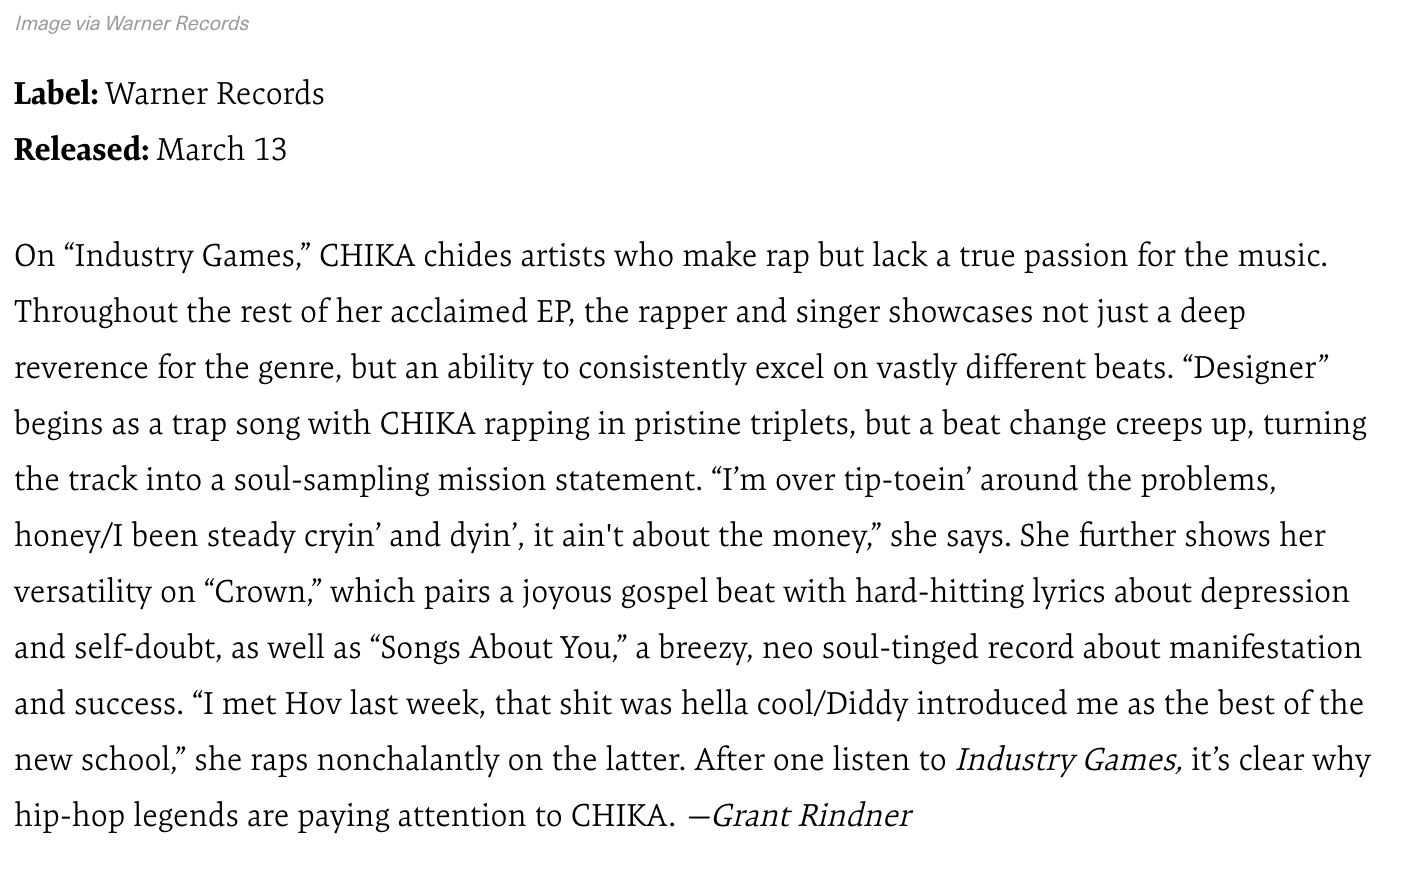 Image via Warner Records
Label: Warner Records
Released: March 13
On “Industry Games,” CHIKA chides artists who make rap but lack a true passion for the music.
Throughout the rest of her acclaimed EP, the rapper and singer showcases not just a deep
reverence for the genre, but an ability to consistently excel on vastly different beats. “Designer”
begins as a trap song with CHIKA rapping in pristine triplets, but a beat change creeps up, turning
the track into a soul-sampling mission statement. “I’m over tip-toein’ around the problems,
honey/I been steady cryin’ and dyin’, it ain't about the money,” she says. She further shows her
versatility on “Crown,” which pairs a joyous gospel beat with hard-hitting lyrics about depression
and self-doubt, as well as “Songs About You,” a breezy, neo soul-tinged record about manifestation
and success. “I met Hov last week, that shit was hella cool/Diddy introduced me as the best of the
new school,” she raps nonchalantly on the latter. After one listen to Industry Games, it’s clear why
hip-hop legends are paying attention to CHIKA. —Grant Rindner